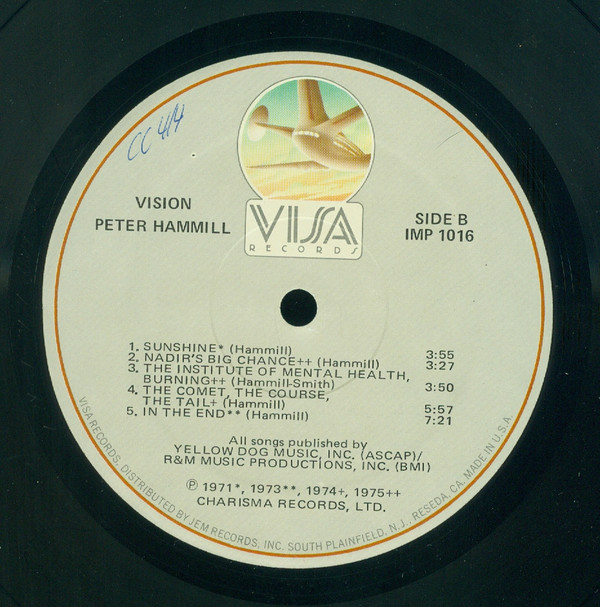 CC 414
VISION
PETER HAMMILL
VISA
RECORDS
SIDE B
IMP 1016
1. SUNSHINE* (Hammill) 3:55
2. NADIR'S BIG CHANCE++ (Hammill) 3:27
3. THE INSTITUTE OF MENTAL HEALTH,
BURNING++ (Hammill-Smith) 3:50
4. THE COMET, THE COURSE,
THE TAIL+ (Hammill) 5:57
5. IN THE END** (Hammill) 7:21
All songs published by
YELLOW DOG MUSIC, INC. (ASCAP)/
R&M MUSIC PRODUCTIONS, INC. (BMI)
℗ 1971*, 1973**, 1974+, 1975++
CHARISMA RECORDS, LTD.
VISA RECORDS, DISTRIBUTED BY JEM RECORDS, INC. SOUTH PLAINFIELD, N.J., RESEDA, CA. MADE IN U.S.A.